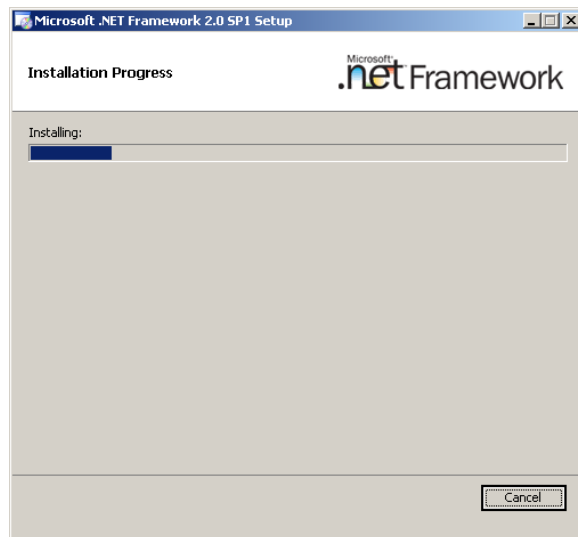 Microsoft .NET Framework 2.0 SP1 Setup
Installation Progress
Microsoft
.net Framework
Installing:
Cancel